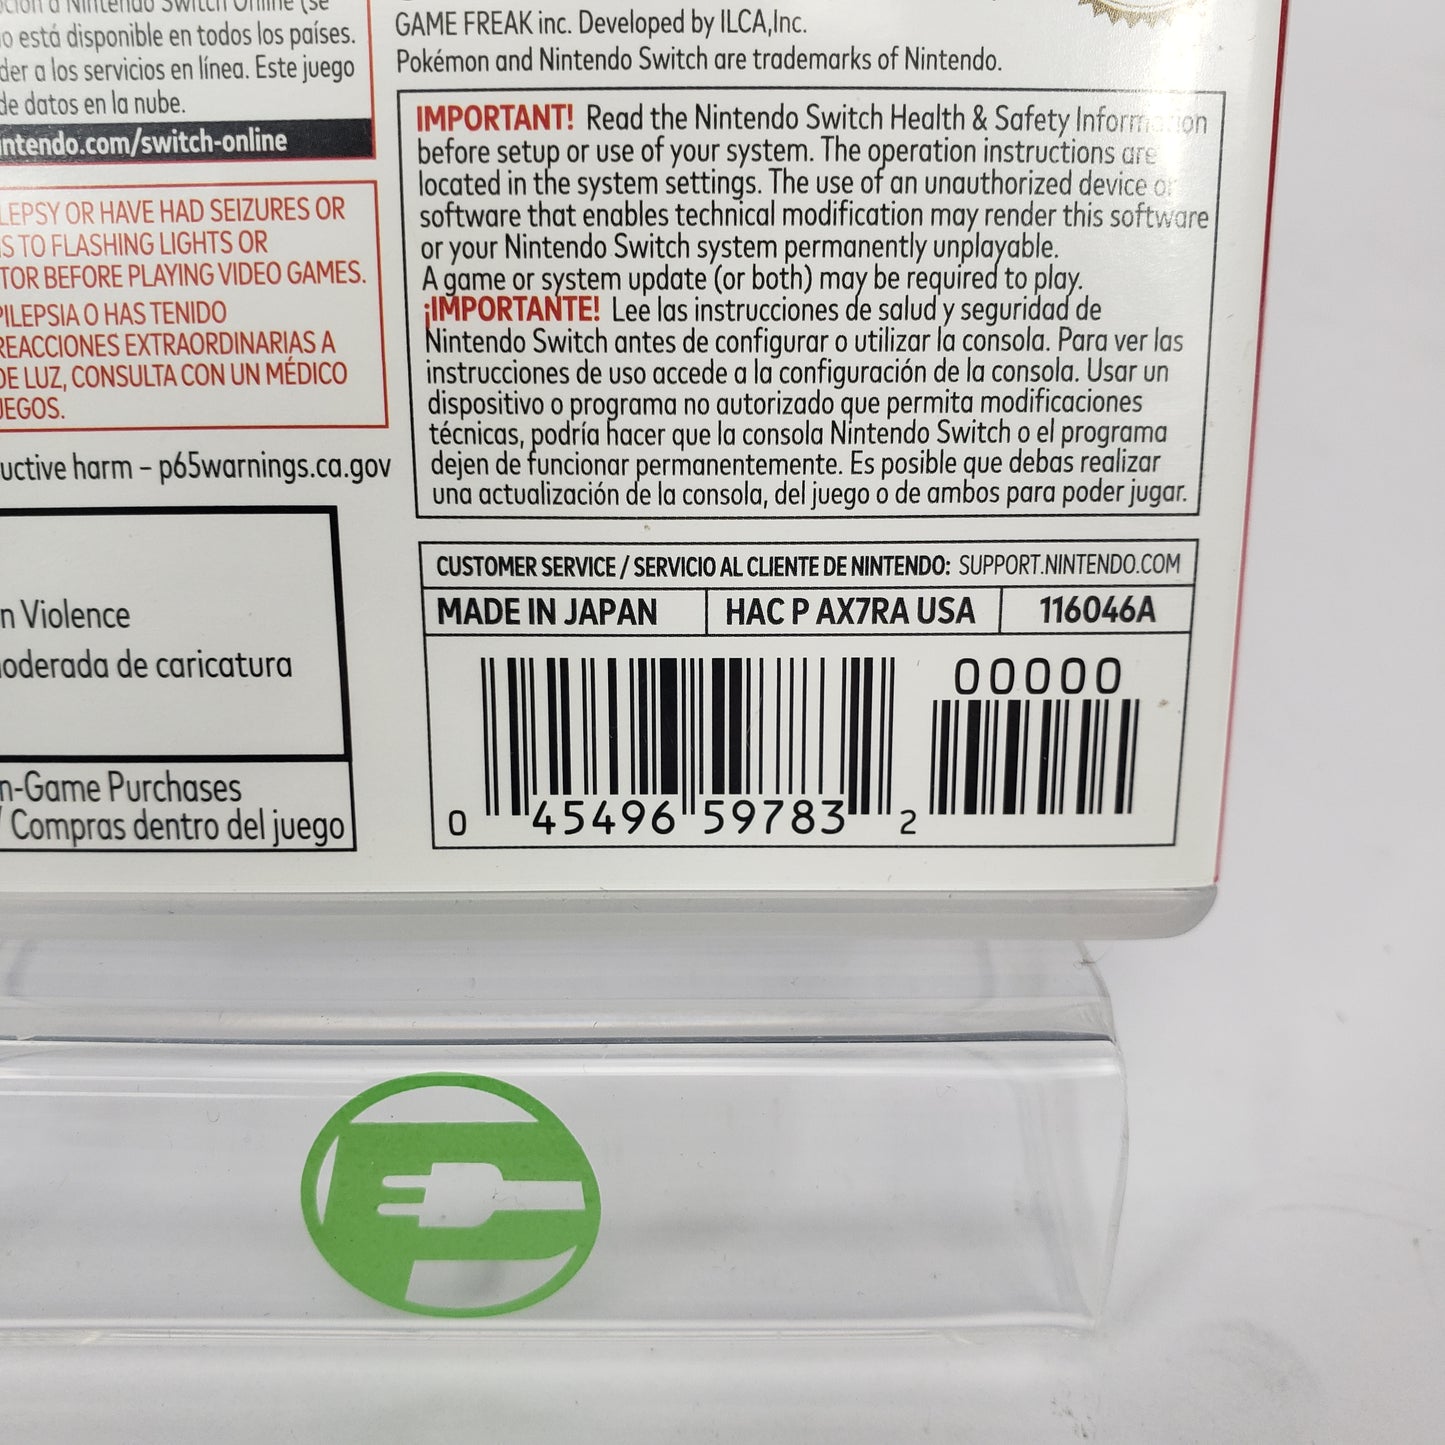 Nintendo Switch Online (se
o está disponible en todos los países.
der a los servicios en línea. Este juego
de datos en la nube.
ntendo.com/switch-online
LEPSY OR HAVE HAD SEIZURES OR
S TO FLASHING LIGHTS OR
TOR BEFORE PLAYING VIDEO GAMES.
PILEPSIA O HAS TENIDO
REACCIONES EXTRAORDINARIAS A
DE LUZ, CONSULTA CON UN MÉDICO
JEGOS.
uctive harm – p65warnings.ca.gov
n Violence
oderada de caricatura
n-Game Purchases
/ Compras dentro del juego
GAME FREAK inc. Developed by ILCA,Inc.
Pokémon and Nintendo Switch are trademarks of Nintendo.
IMPORTANT! Read the Nintendo Switch Health & Safety Information
before setup or use of your system. The operation instructions are
located in the system settings. The use of an unauthorized device or
software that enables technical modification may render this software
or your Nintendo Switch system permanently unplayable.
A game or system update (or both) may be required to play.
¡IMPORTANTE! Lee las instrucciones de salud y seguridad de
Nintendo Switch antes de configurar o utilizar la consola. Para ver las
instrucciones de uso accede a la configuración de la consola. Usar un
dispositivo o programa no autorizado que permita modificaciones
técnicas, podría hacer que la consola Nintendo Switch o el programa
dejen de funcionar permanentemente. Es posible que debas realizar
una actualización de la consola, del juego o de ambos para poder jugar.
CUSTOMER SERVICE / SERVICIO AL CLIENTE DE NINTENDO: SUPPORT.NINTENDO.COM
MADE IN JAPAN HAC P AX7RA USA 116046A
00000
0 45496 59783 2